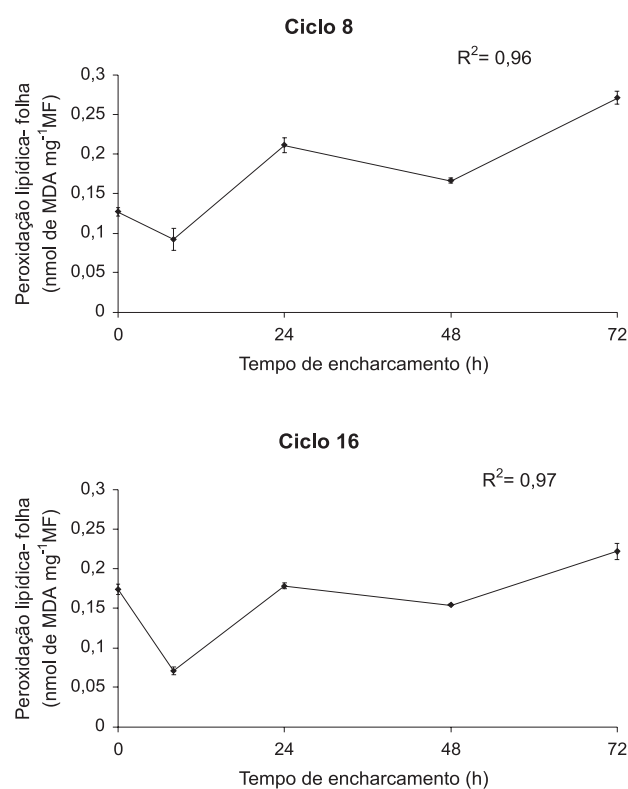 Ciclo 8
R²= 0,96
Peroxidação lipídica- folha
(nmol de MDA mg⁻¹MF)
0,3
0,25
0,2
0,15
0,1
0,05
0
0 24 48 72
Tempo de encharcamento (h)
Ciclo 16
R²= 0,97
Peroxidação lipídica- folha
(nmol de MDA mg⁻¹MF)
0,3
0,25
0,2
0,15
0,1
0,05
0
0 24 48 72
Tempo de encharcamento (h)